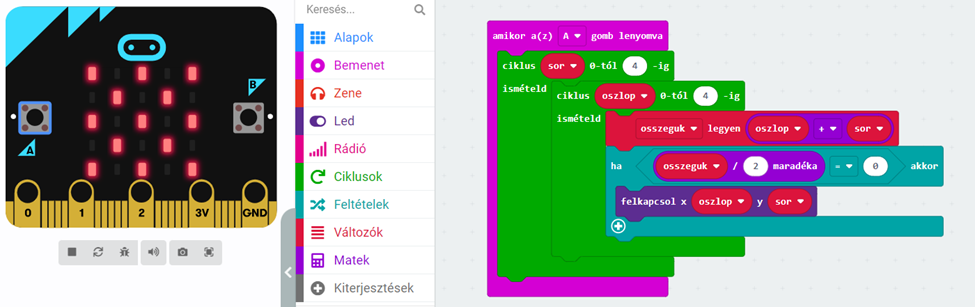 Keresés...
Alapok
Bemenet
Zene
Led
Rádió
Ciklusok
Feltételek
Változók
Matek
Kiterjesztések
A
B
0 1 2 3V GND
amikor a(z) A gomb lenyomva
ciklus sor 0-tól 4 -ig
ismételd
ciklus oszlop 0-tól 4 -ig
ismételd
osszeguk legyen oszlop + sor
ha osszeguk / 2 maradéka = 0 akkor
felkapcsol x oszlop y sor